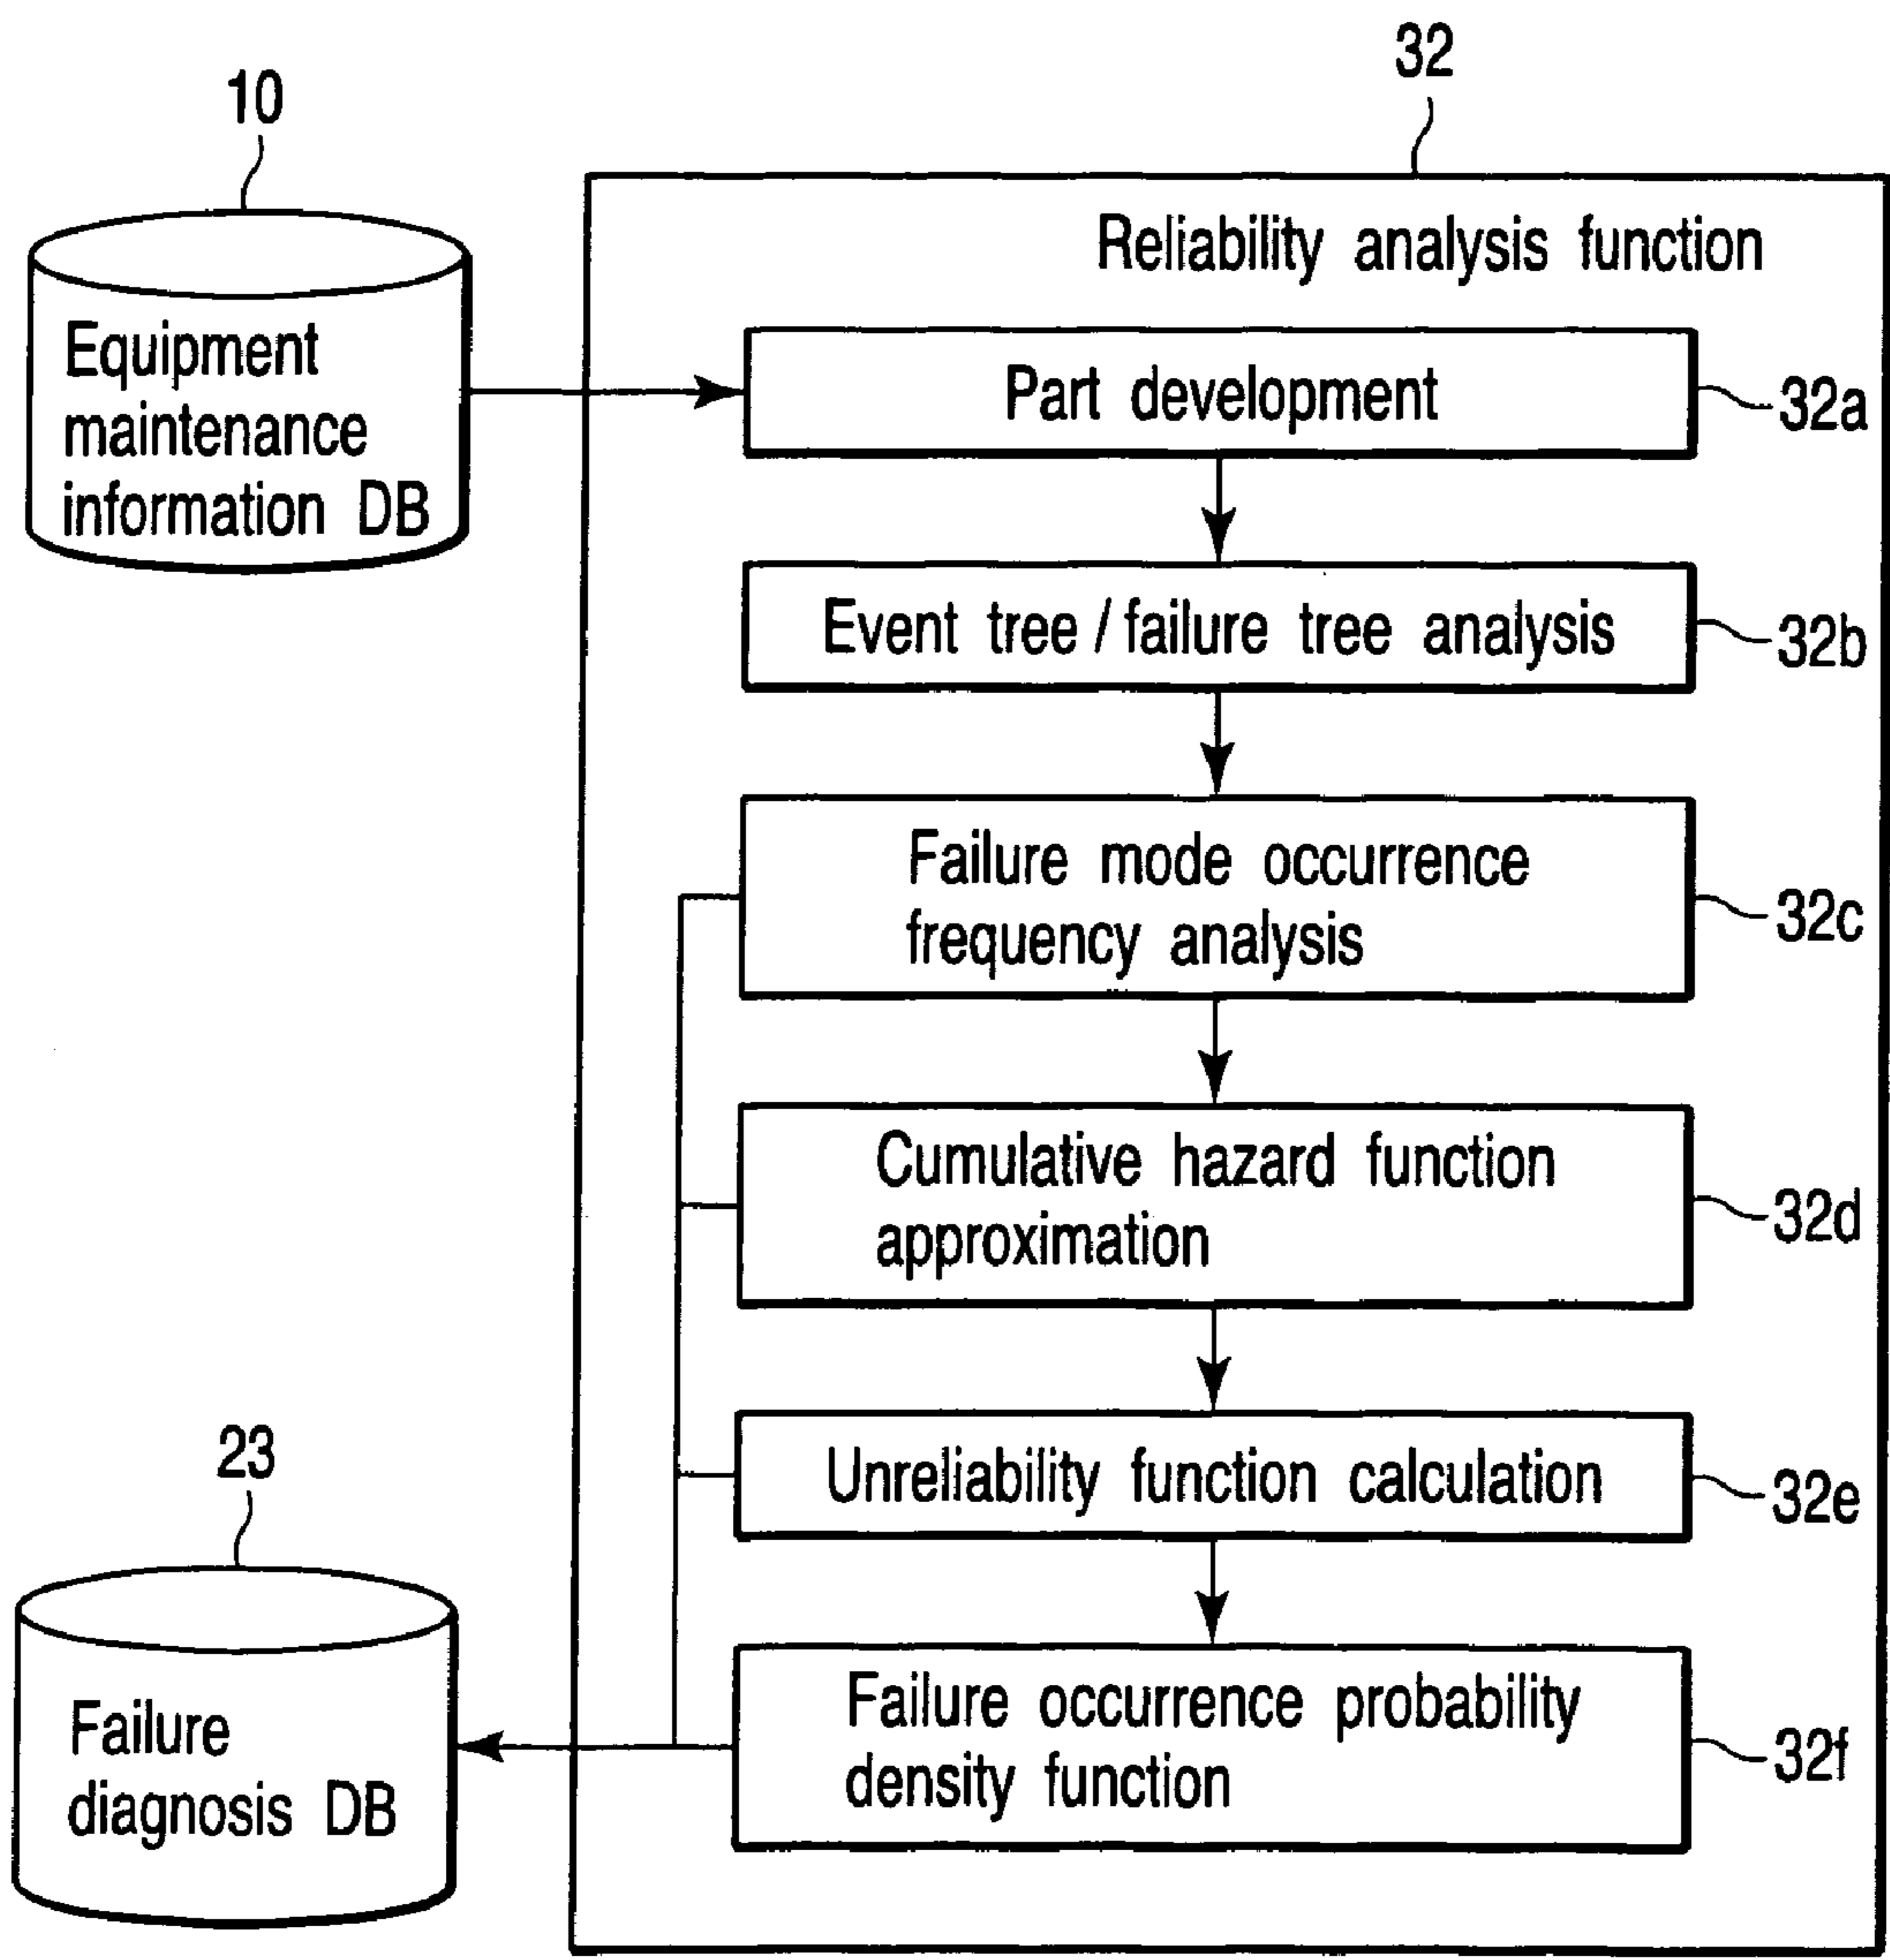 32
10
Reliability analysis function
Equipment
maintenance
information DB
Part development
32a
Event tree / failure tree analysis
32b
Failure mode occurrence
frequency analysis
32c
Cumulative hazard function
approximation
32d
Unreliability function calculation
32e
23
Failure
diagnosis DB
Failure occurrence probability
density function
32f